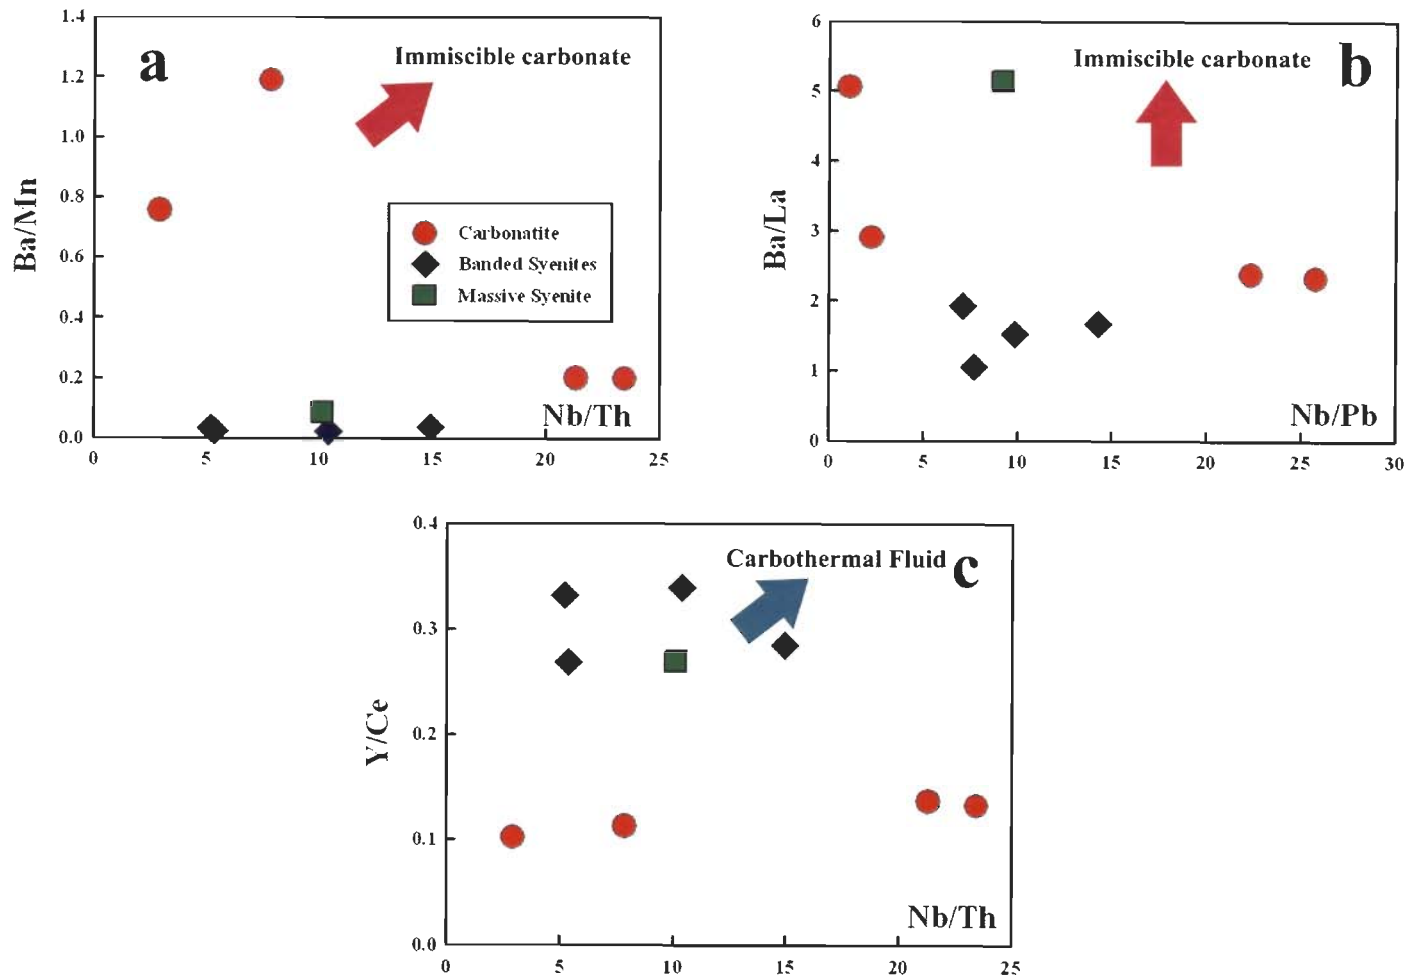 a
Immiscible carbonate
Ba/Mn
1.4
1.2
1.0
0.8
0.6
0.4
0.2
0.0
Carbonatite
Banded Syenites
Massive Syenite
Nb/Th
0 5 10 15 20 25
b
Immiscible carbonate
Ba/La
6
5
4
3
2
1
0
Nb/Pb
0 5 10 15 20 25 30
c
Carbothermal Fluid
Y/Ce
0.4
0.3
0.2
0.1
0.0
Nb/Th
0 5 10 15 20 25